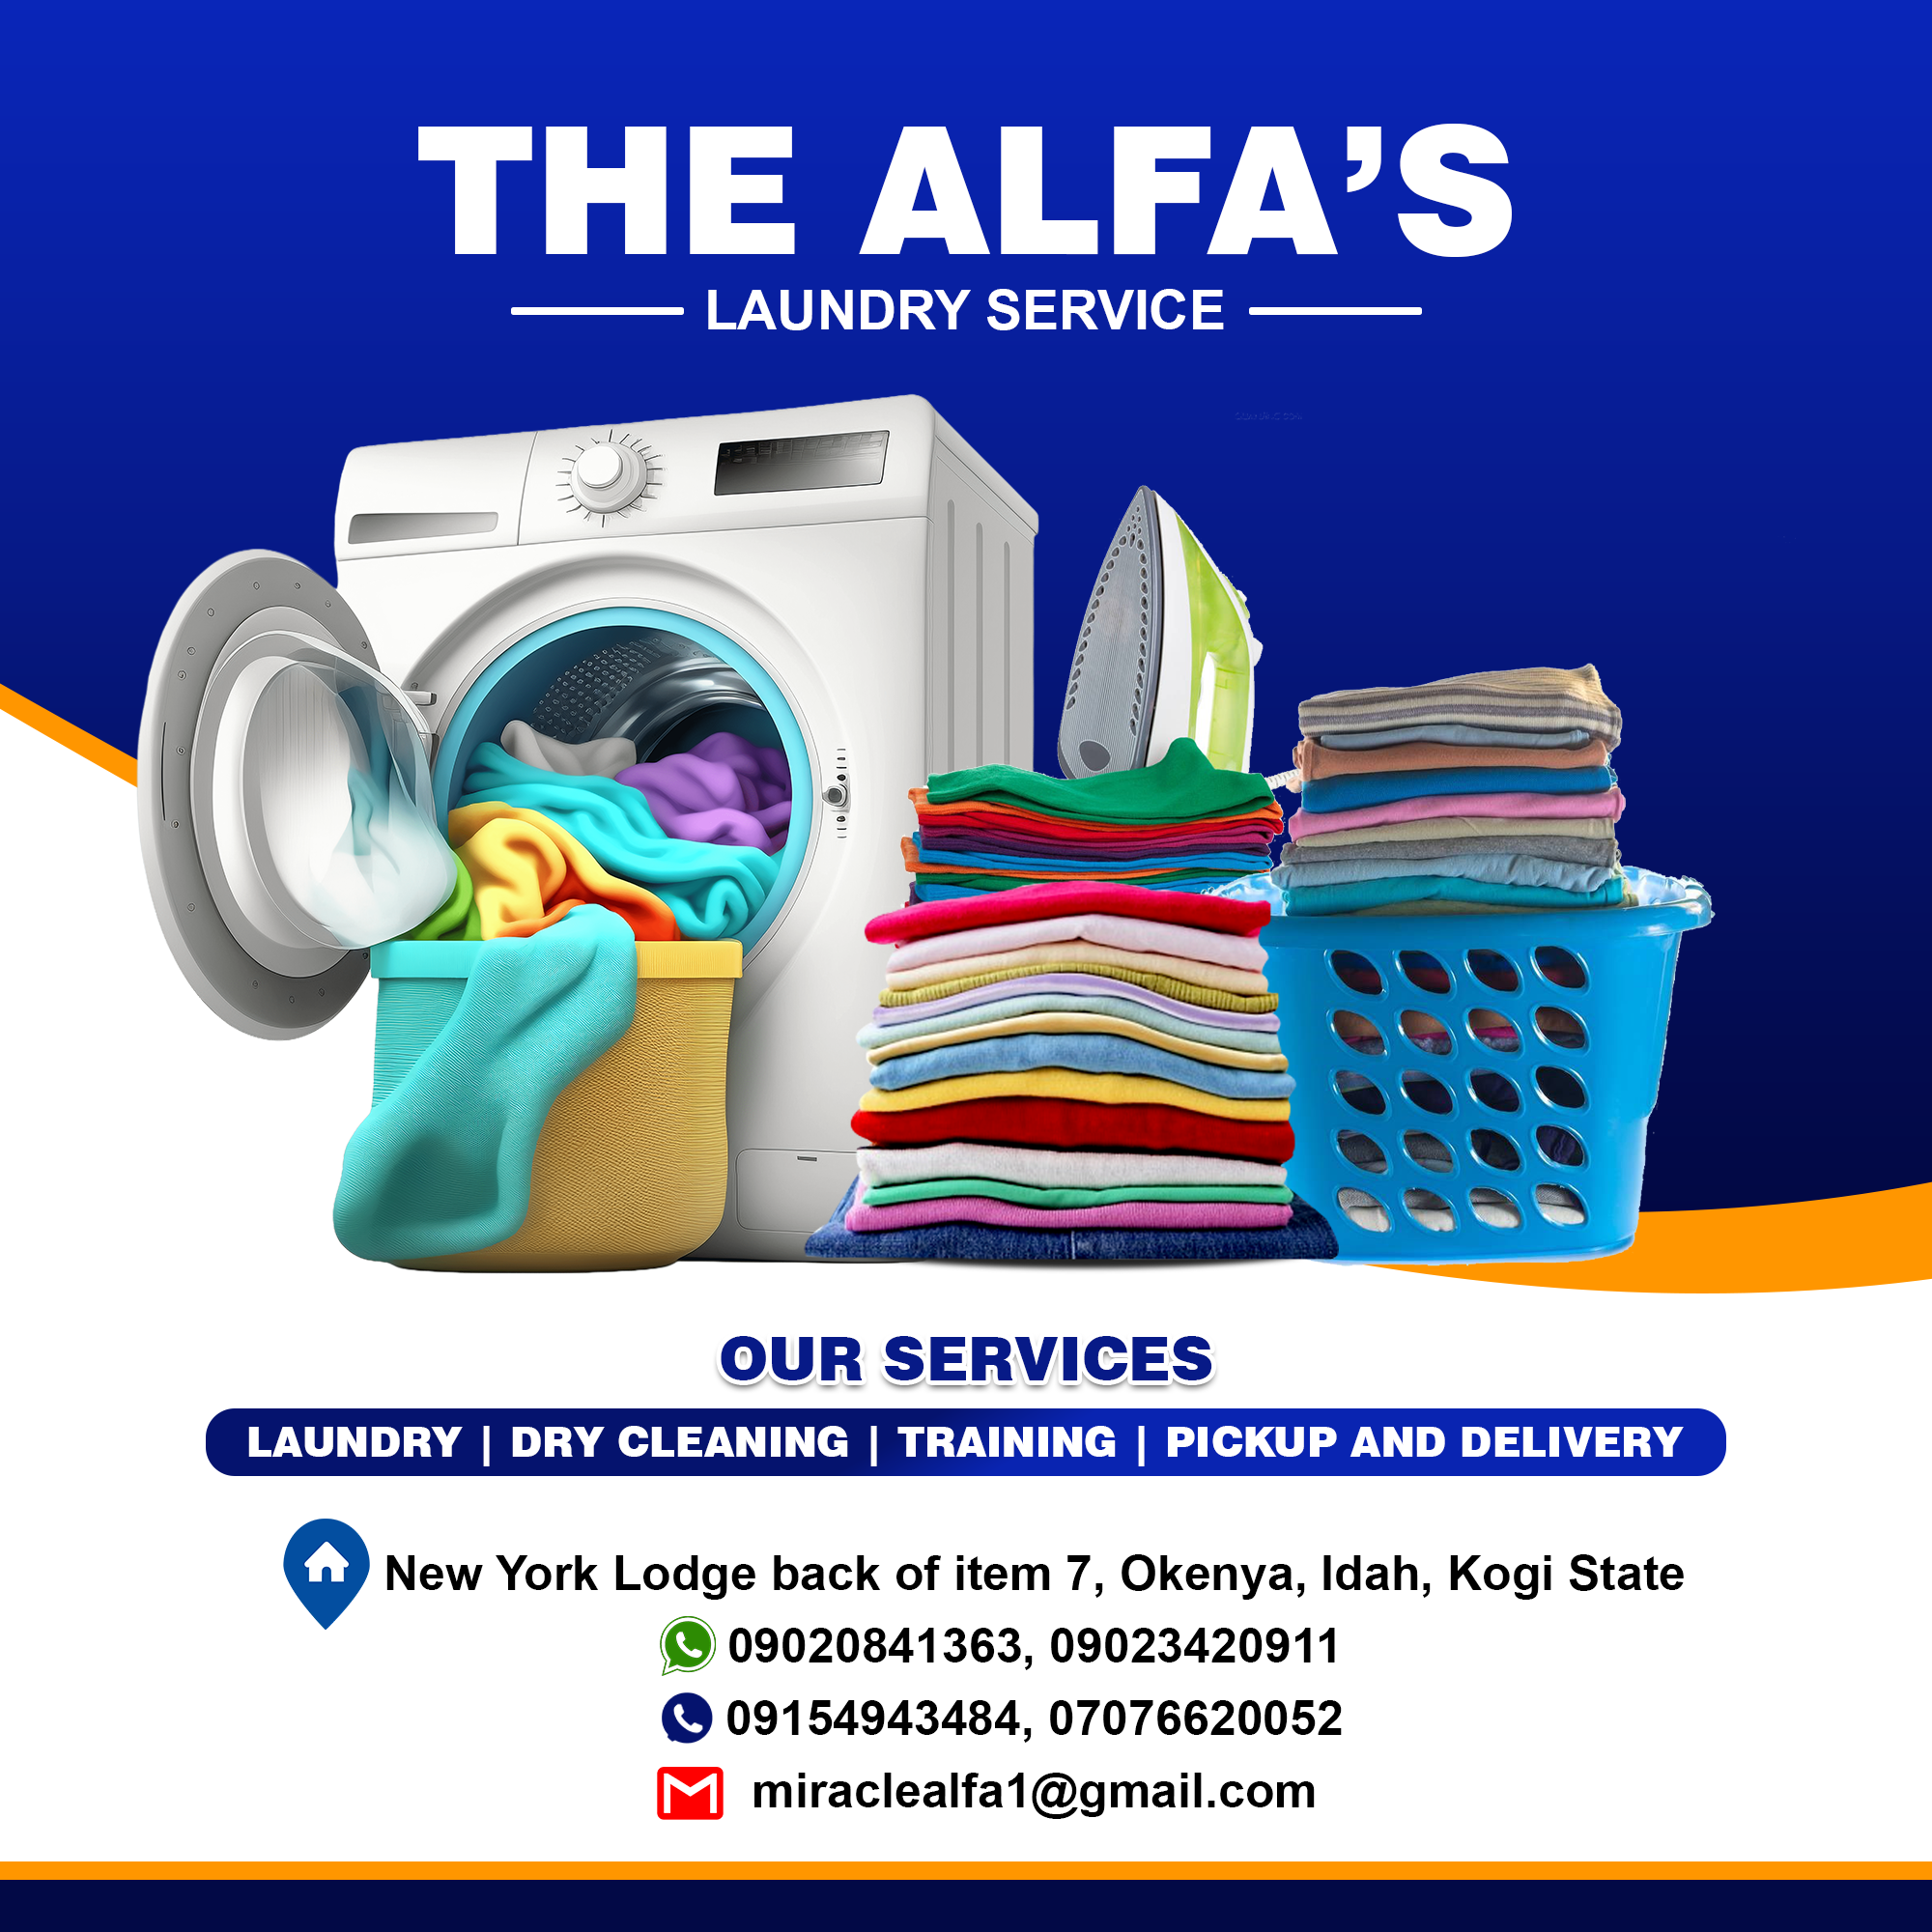 THE ALFA'S
LAUNDRY SERVICE
OUR SERVICES
LAUNDRY | DRY CLEANING | TRAINING | PICKUP AND DELIVERY
New York Lodge back of item 7, Okenya, Idah, Kogi State
09020841363, 09023420911
09154943484, 07076620052
miraclealfa1@gmail.com